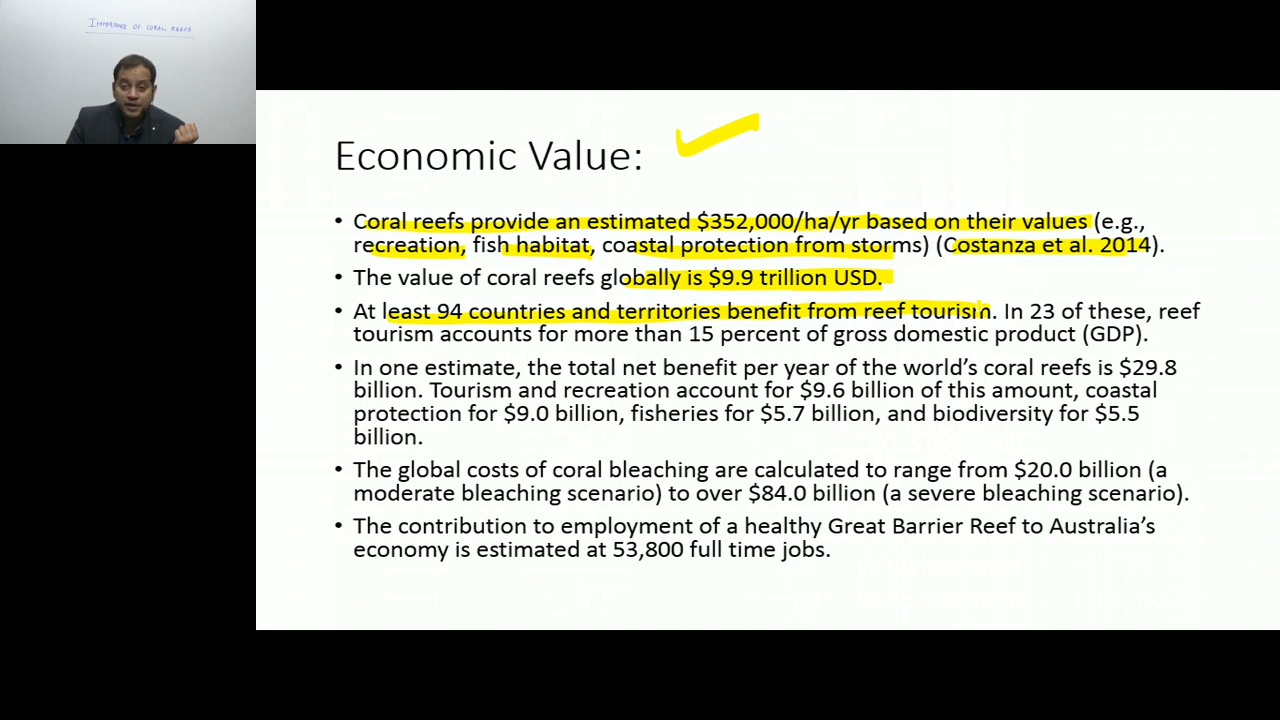 IMPORTANCE OF CORAL REEFS
Economic Value:
• Coral reefs provide an estimated $352,000/ha/yr based on their values (e.g.,
recreation, fish habitat, coastal protection from storms) (Costanza et al. 2014).
• The value of coral reefs globally is $9.9 trillion USD.
• At least 94 countries and territories benefit from reef tourism. In 23 of these, reef
tourism accounts for more than 15 percent of gross domestic product (GDP).
• In one estimate, the total net benefit per year of the world’s coral reefs is $29.8
billion. Tourism and recreation account for $9.6 billion of this amount, coastal
protection for $9.0 billion, fisheries for $5.7 billion, and biodiversity for $5.5
billion.
• The global costs of coral bleaching are calculated to range from $20.0 billion (a
moderate bleaching scenario) to over $84.0 billion (a severe bleaching scenario).
• The contribution to employment of a healthy Great Barrier Reef to Australia’s
economy is estimated at 53,800 full time jobs.